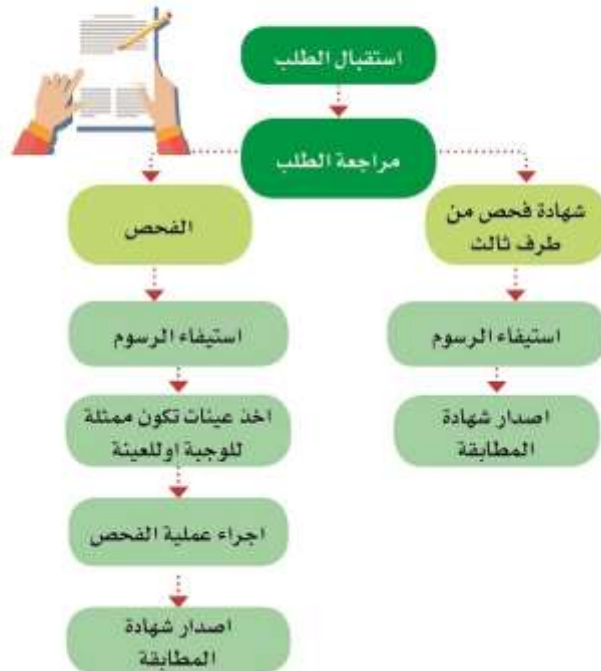 استقبال الطلب
مراجعة الطلب
شهادة فحص من
طرف ثالث
استيفاء الرسوم
اصدار شهادة
المطابقة
الفحص
استيفاء الرسوم
اخذ عينات تكون ممثلة
للوجبة اوللعينة
اجراء عملية الفحص
اصدار شهادة
المطابقة